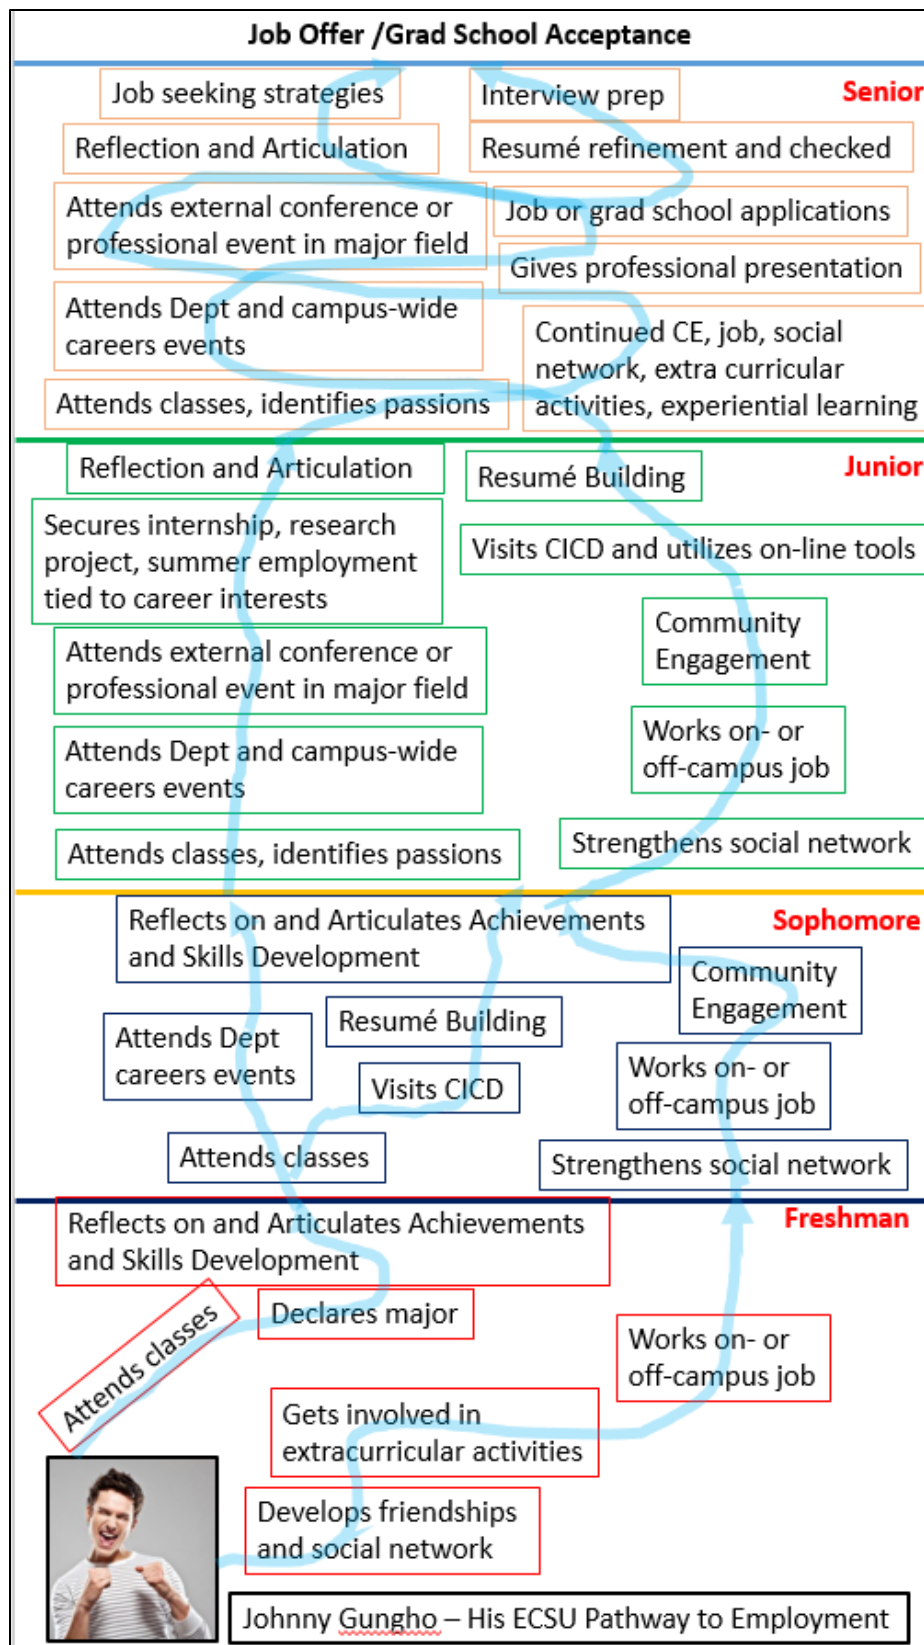 Job Offer /Grad School Acceptance
Job seeking strategies
Interview prep
Senior
Reflection and Articulation
Resumé refinement and checked
Attends external conference or
professional event in major field
Job or grad school applications
Gives professional presentation
Attends Dept and campus-wide
careers events
Continued CE, job, social
network, extra curricular
activities, experiential learning
Attends classes, identifies passions
Reflection and Articulation
Resumé Building
Junior
Secures internship, research
project, summer employment
tied to career interests
Visits CICD and utilizes on-line tools
Community
Engagement
Attends external conference or
professional event in major field
Works on- or
off-campus job
Attends Dept and campus-wide
careers events
Strengthens social network
Attends classes, identifies passions
Reflects on and Articulates Achievements
and Skills Development
Sophomore
Community
Engagement
Resumé Building
Attends Dept
careers events
Visits CICD
Works on- or
off-campus job
Attends classes
Strengthens social network
Freshman
Reflects on and Articulates Achievements
and Skills Development
Declares major
Attends classes
Works on- or
off-campus job
Gets involved in
extracurricular activities
Develops friendships
and social network
Johnny Gungho – His ECSU Pathway to Employment